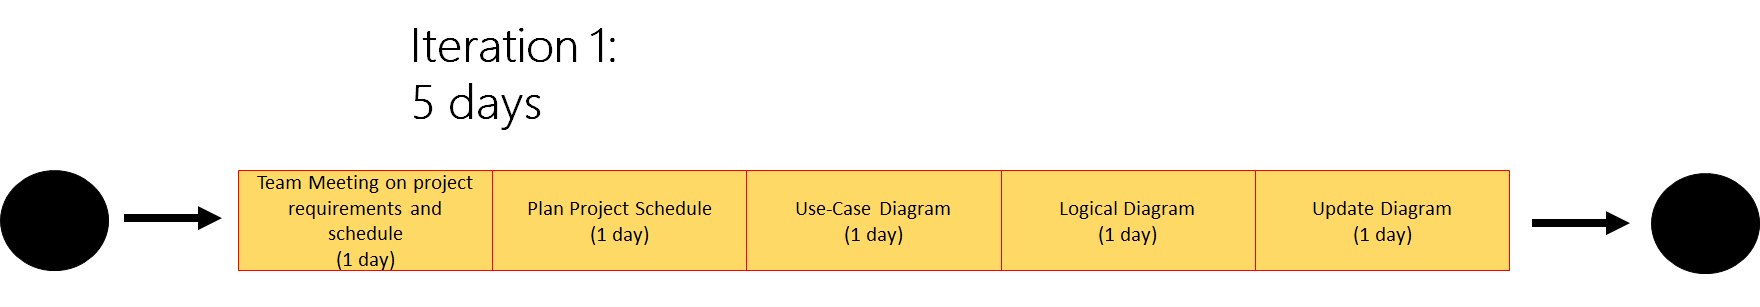 Iteration 1:
5 days
Team Meeting on project
requirements and
schedule
(1 day)
Plan Project Schedule
(1 day)
Use-Case Diagram
(1 day)
Logical Diagram
(1 day)
Update Diagram
(1 day)